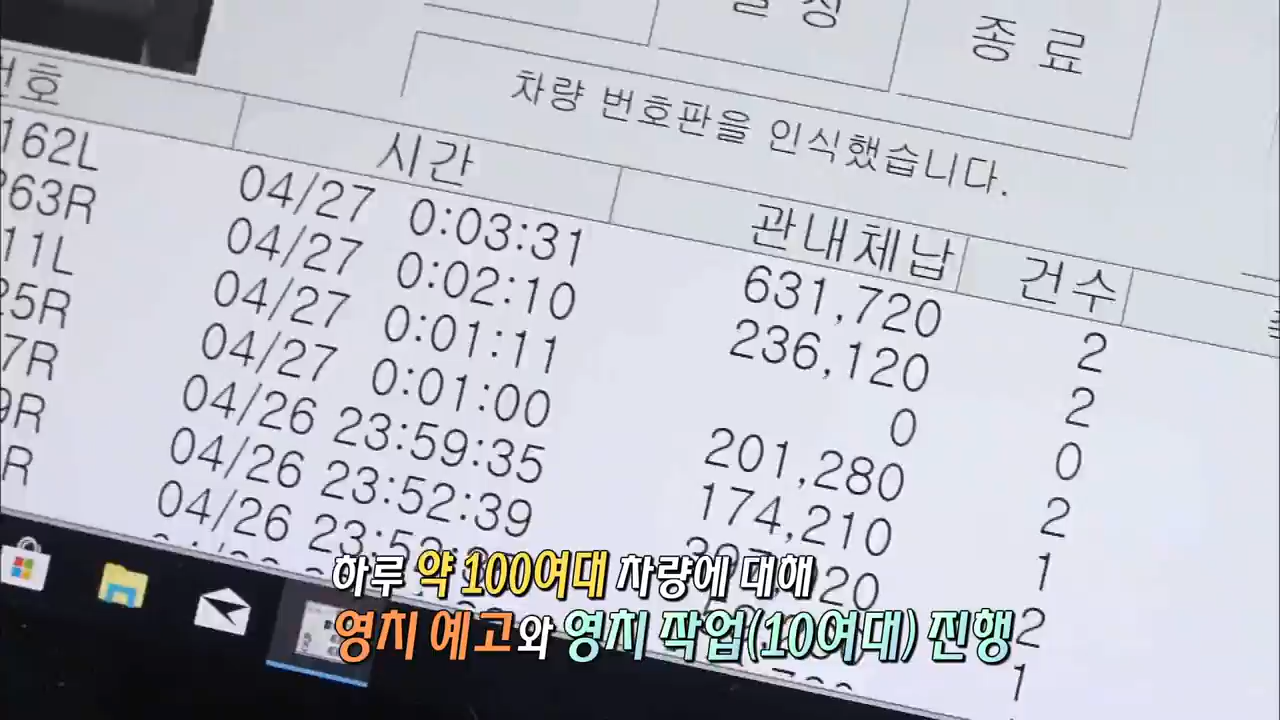 종료
차량 번호판을 인식했습니다.
번호 시간 관내체납 건수
162L 04/27 0:03:31 631,720 2
63R 04/27 0:02:10 236,120 2
11L 04/27 0:01:11 0 0
25R 04/27 0:01:00 201,280 2
7R 04/26 23:59:35 174,210 1
9R 04/26 23:52:39 2
R 04/26 1
하루 약 100여대 차량에 대해
영치 예고와 영치 작업(10여대) 진행